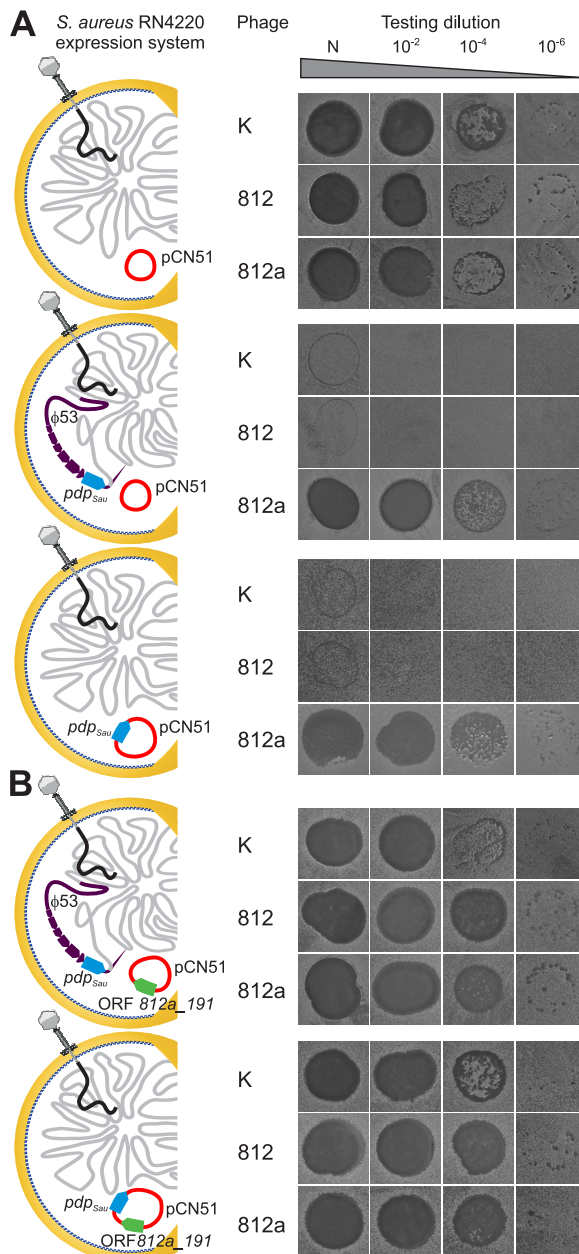 A
S. aureus RN4220
expression system
Phage
Testing dilution
N
10-2
10-4
10-6
K
812
812a
pCN51
K
812
812a
ϕ53
pdpSau
pCN51
K
812
812a
pdpSau
pCN51
B
K
812
812a
ϕ53
pdpSau
pCN51
ORF 812a_191
K
812
812a
pdpSau
pCN51
ORF812a_191